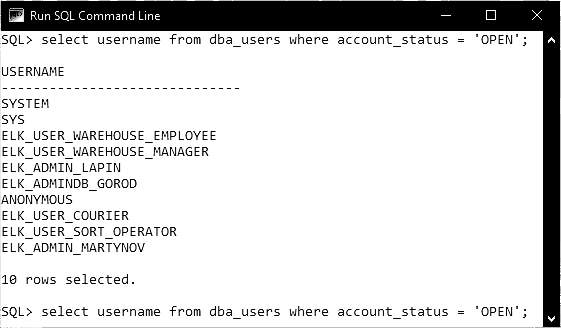 Run SQL Command Line
SQL> select username from dba_users where account_status = 'OPEN';
USERNAME
------------------------------
SYSTEM
SYS
ELK_USER_WAREHOUSE_EMPLOYEE
ELK_USER_WAREHOUSE_MANAGER
ELK_ADMIN_LAPIN
ELK_ADMINDB_GOROD
ANONYMOUS
ELK_USER_COURIER
ELK_USER_SORT_OPERATOR
ELK_ADMIN_MARTYNOV
10 rows selected.
SQL> select username from dba_users where account_status = 'OPEN';